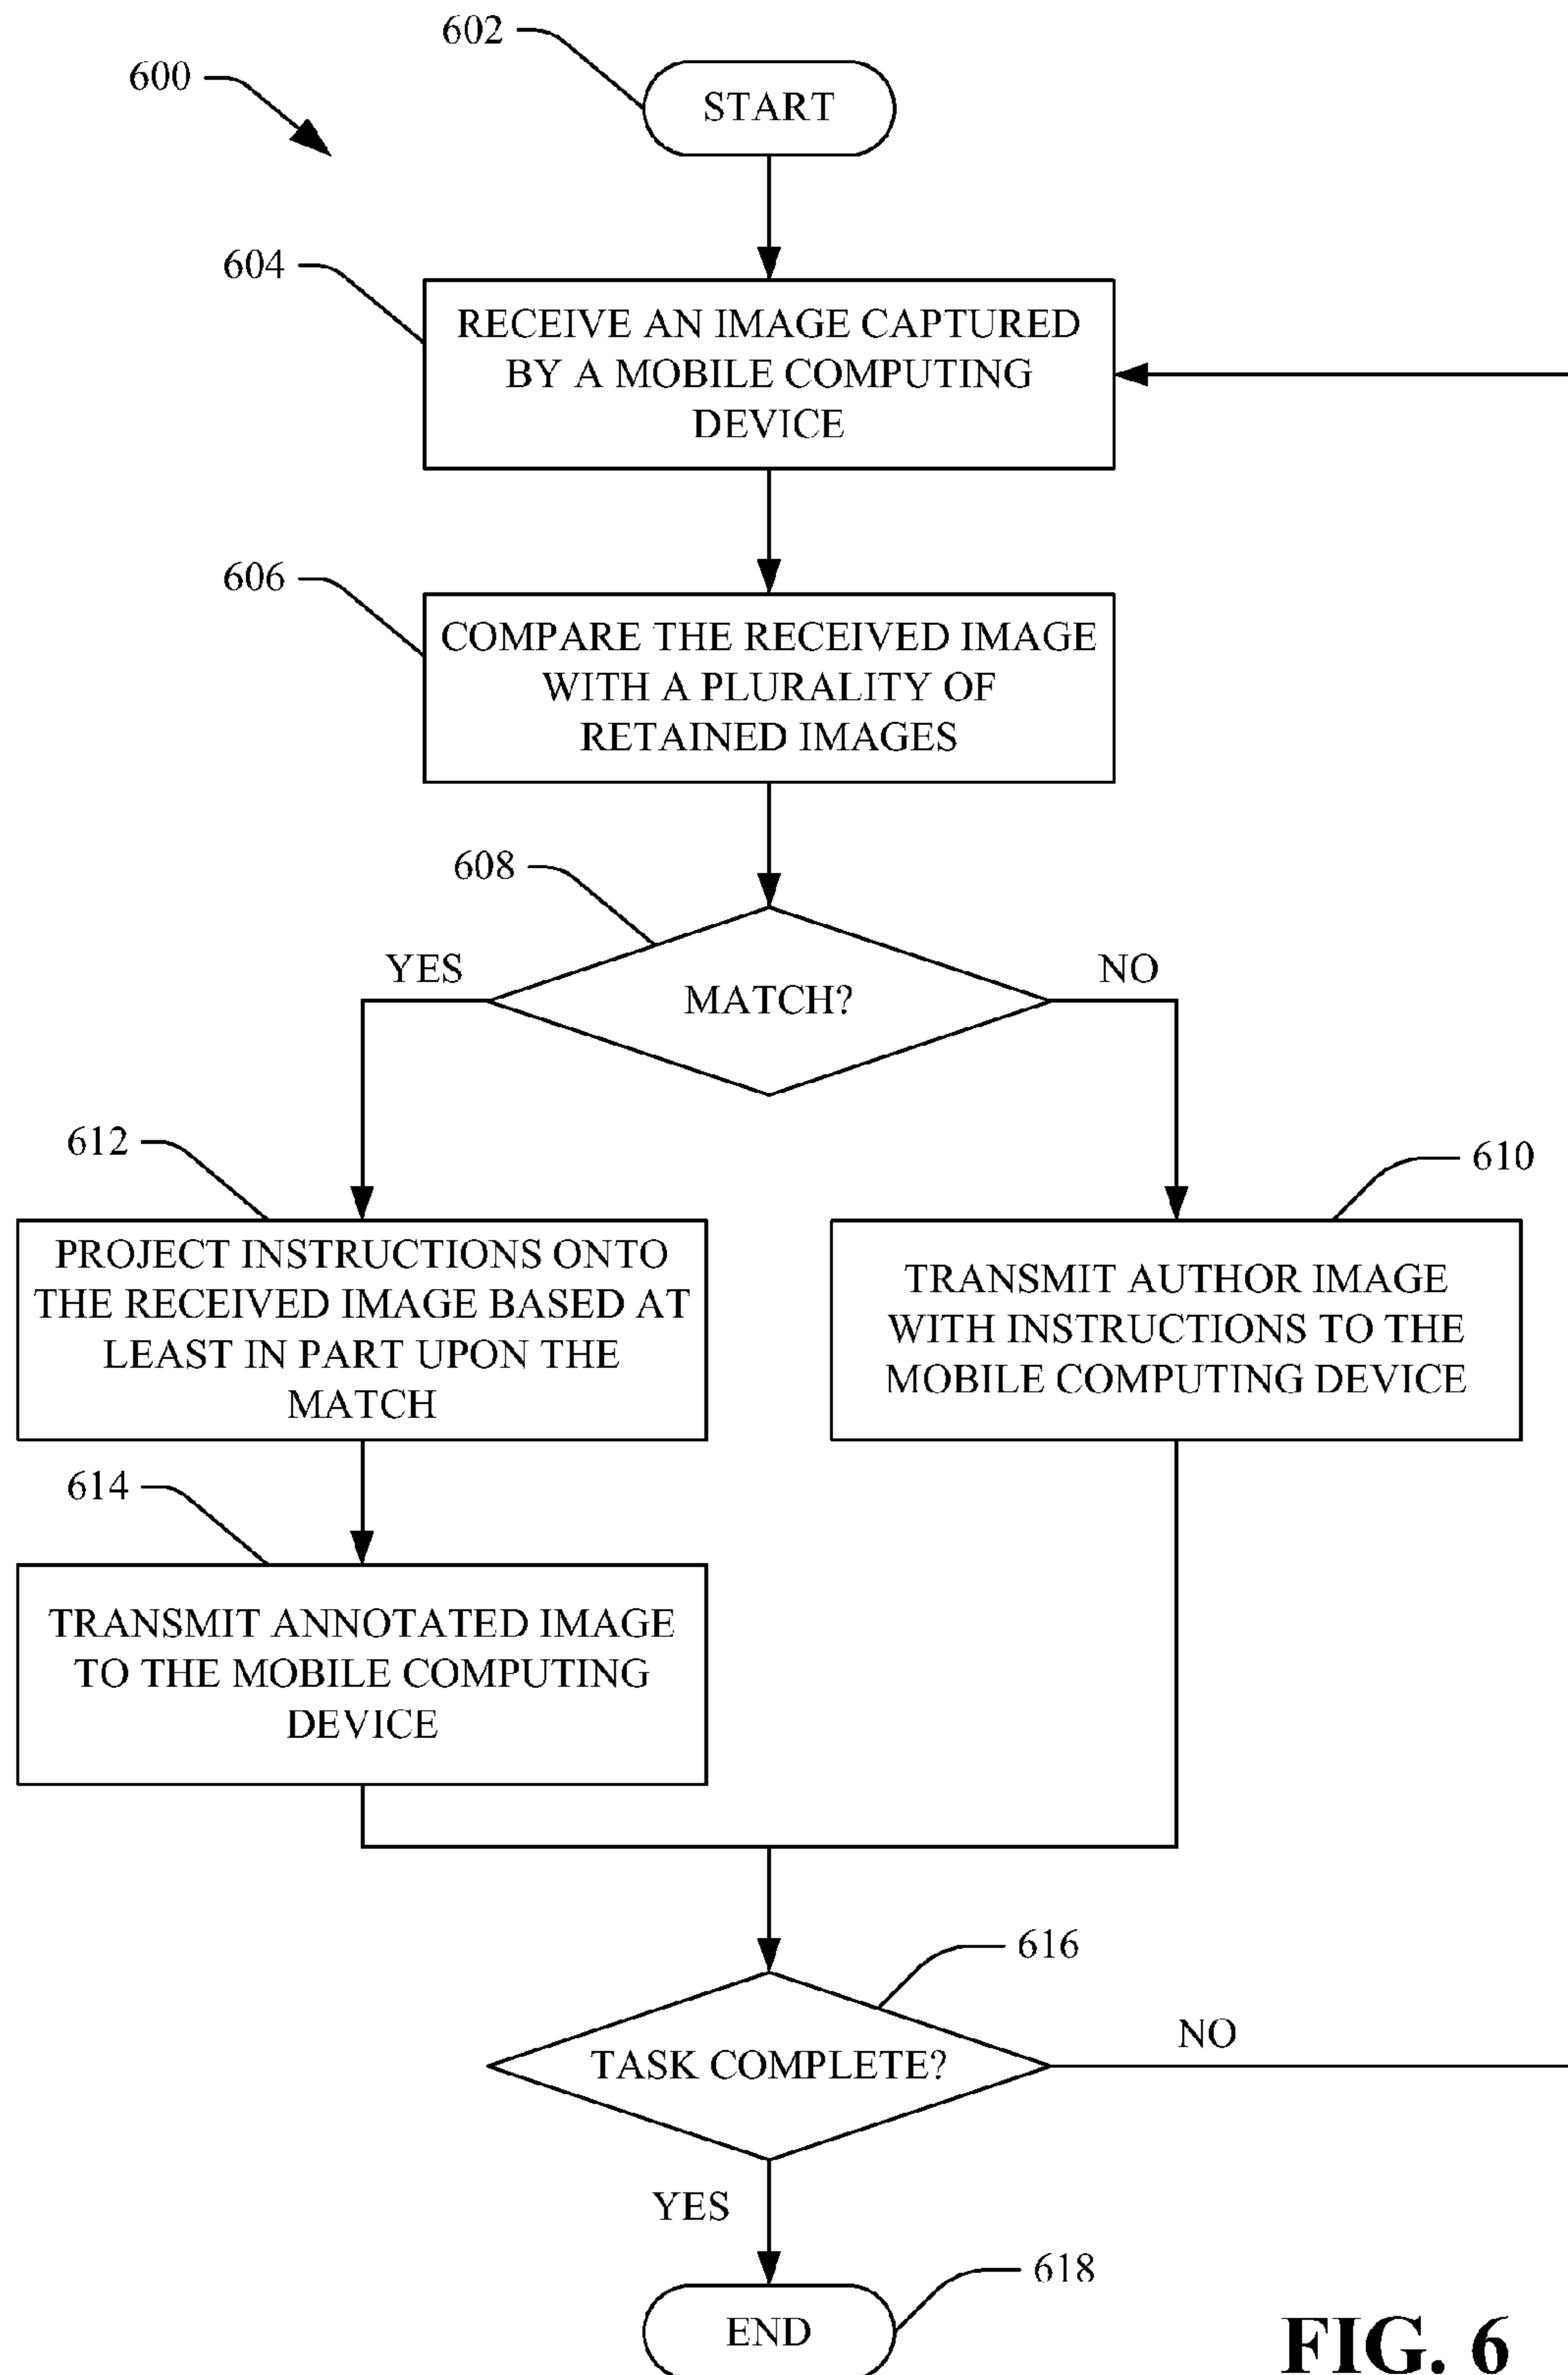 602
600
START
604
RECEIVE AN IMAGE CAPTURED
BY A MOBILE COMPUTING
DEVICE
606
COMPARE THE RECEIVED IMAGE
WITH A PLURALITY OF
RETAINED IMAGES
608
YES
NO
MATCH?
612
610
PROJECT INSTRUCTIONS ONTO
THE RECEIVED IMAGE BASED AT
LEAST IN PART UPON THE
MATCH
TRANSMIT AUTHOR IMAGE
WITH INSTRUCTIONS TO THE
MOBILE COMPUTING DEVICE
614
TRANSMIT ANNOTATED IMAGE
TO THE MOBILE COMPUTING
DEVICE
616
NO
TASK COMPLETE?
YES
618
END
FIG. 6